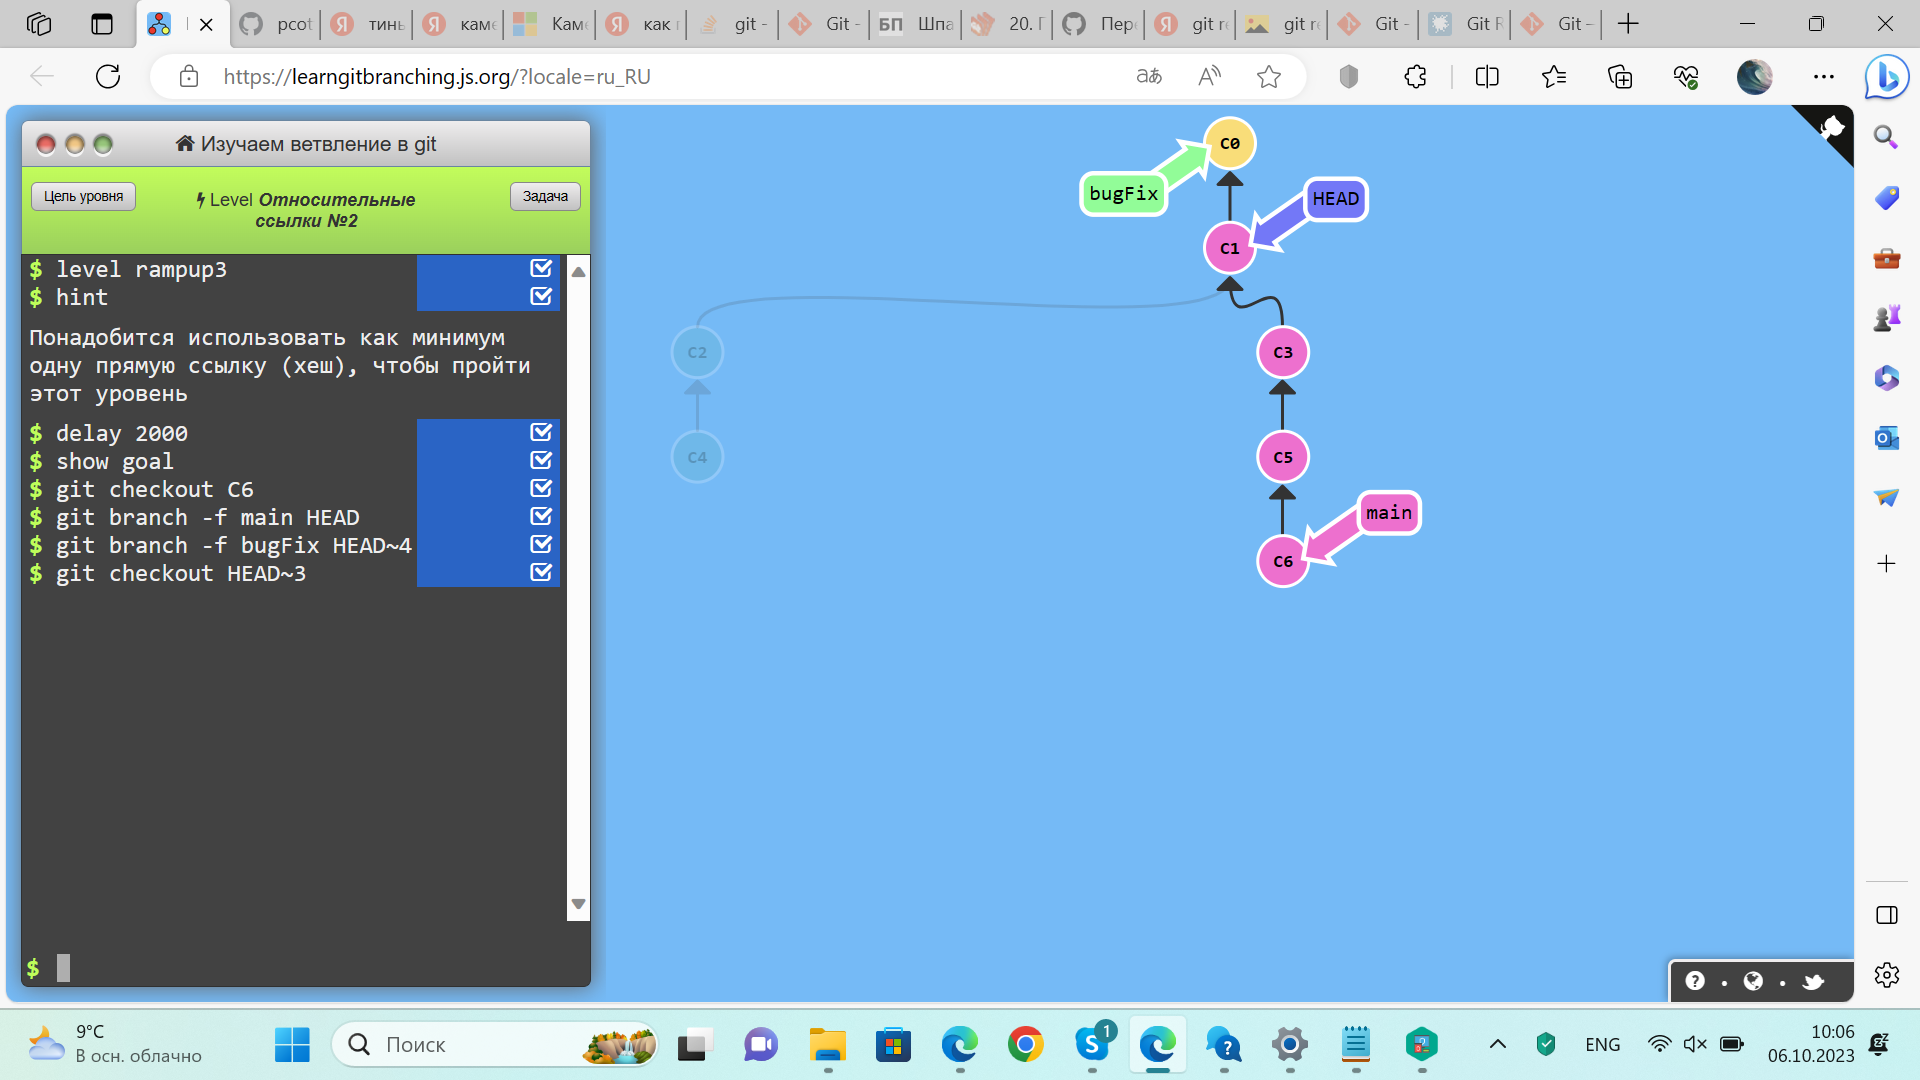 pcot
тинь
каме
Каме
как п
git -
Git -
БП Шпа
20. Г
Пере
git re
git re
Git -
Git R
Git –
https://learngitbranching.js.org/?locale=ru_RU
Изучаем ветвление в git
Цель уровня
Level Относительные
ссылки №2
Задача
$ level rampup3
$ hint
Понадобится использовать как минимум
одну прямую ссылку (хеш), чтобы пройти
этот уровень
$ delay 2000
$ show goal
$ git checkout C6
$ git branch -f main HEAD
$ git branch -f bugFix HEAD~4
$ git checkout HEAD~3
$
C0
bugFix
HEAD
C1
C2
C3
C4
C5
main
C6
9°C
В осн. облачно
Поиск
1
ENG
10:06
06.10.2023